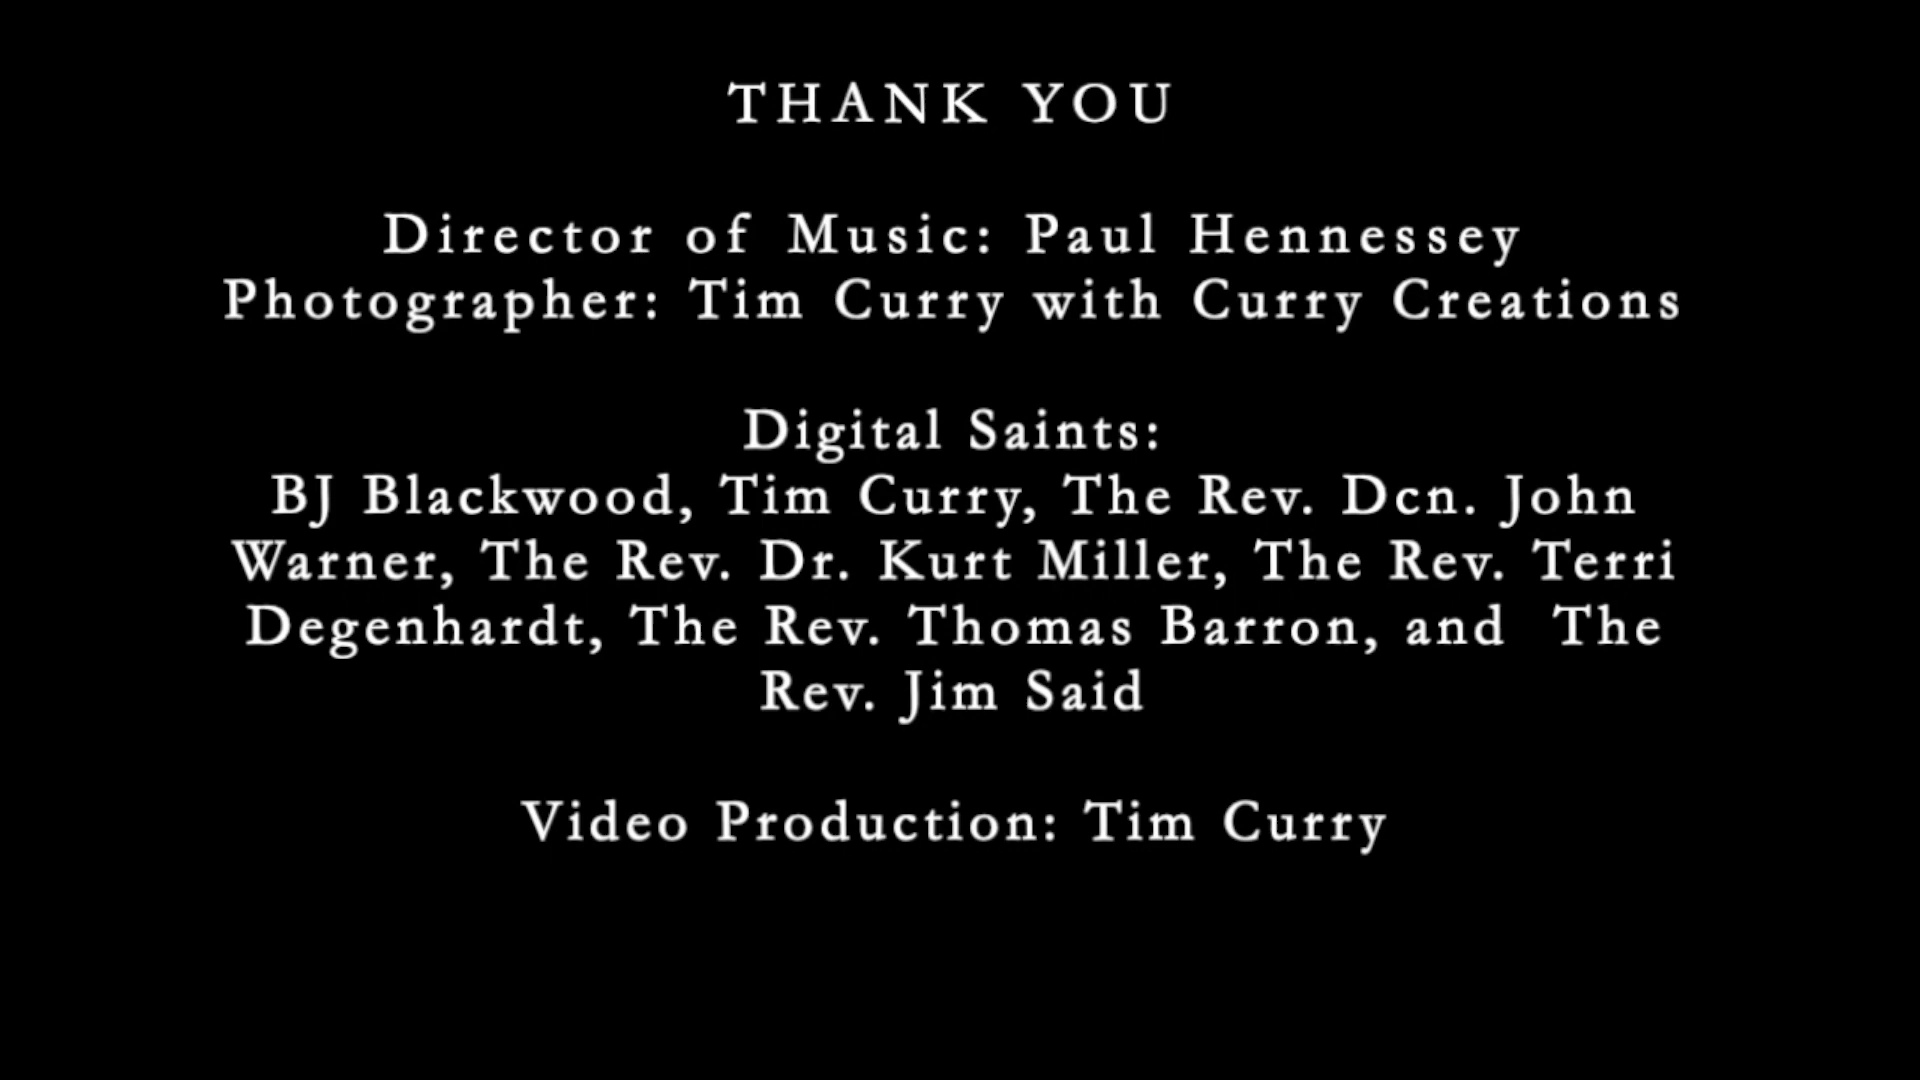 THANK YOU
Director of Music: Paul Hennessey
Photographer: Tim Curry with Curry Creations
Digital Saints:
BJ Blackwood, Tim Curry, The Rev. Dcn. John
Warner, The Rev. Dr. Kurt Miller, The Rev. Terri
Degenhardt, The Rev. Thomas Barron, and  The
Rev. Jim Said
Video Production: Tim Curry